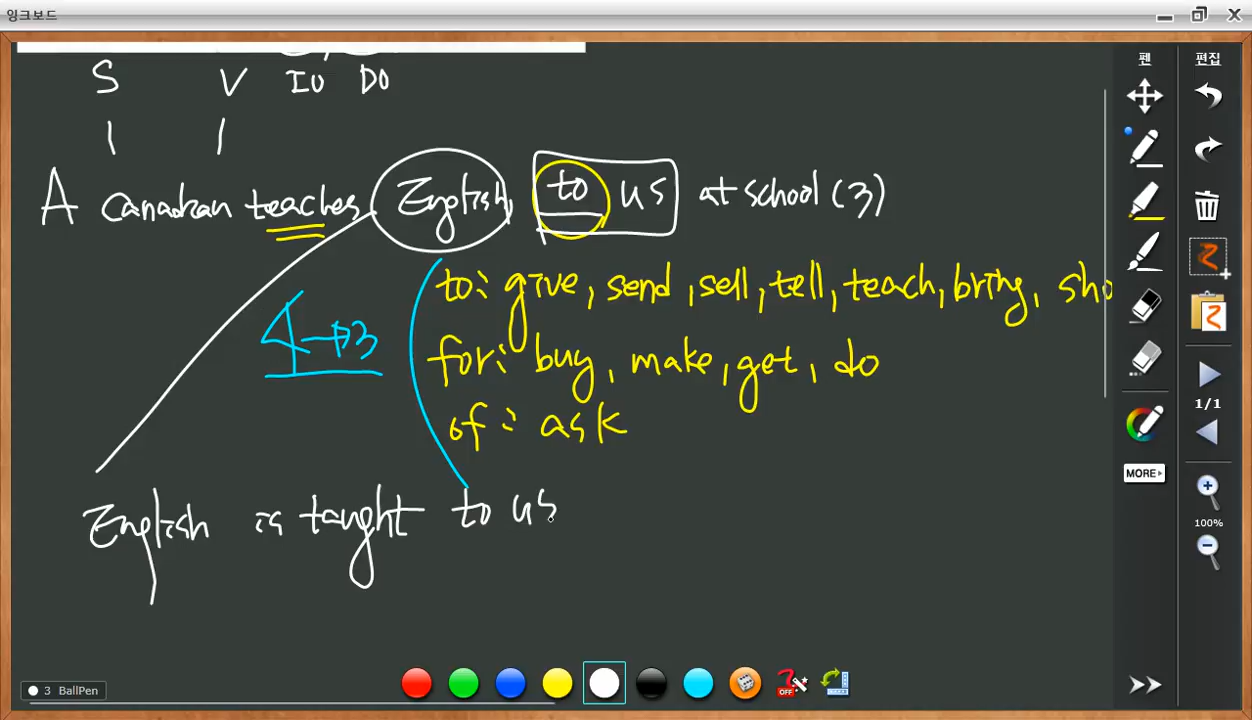 잉크보드
S V IO DO
A Canadian teaches English to us at school (3)
to: give, send, sell, tell, teach, bring, sho
4→3
for: buy, make, get, do
of: ask
English is taught to us
펜
편집
1/1
MORE
100%
3 BallPen
OFF